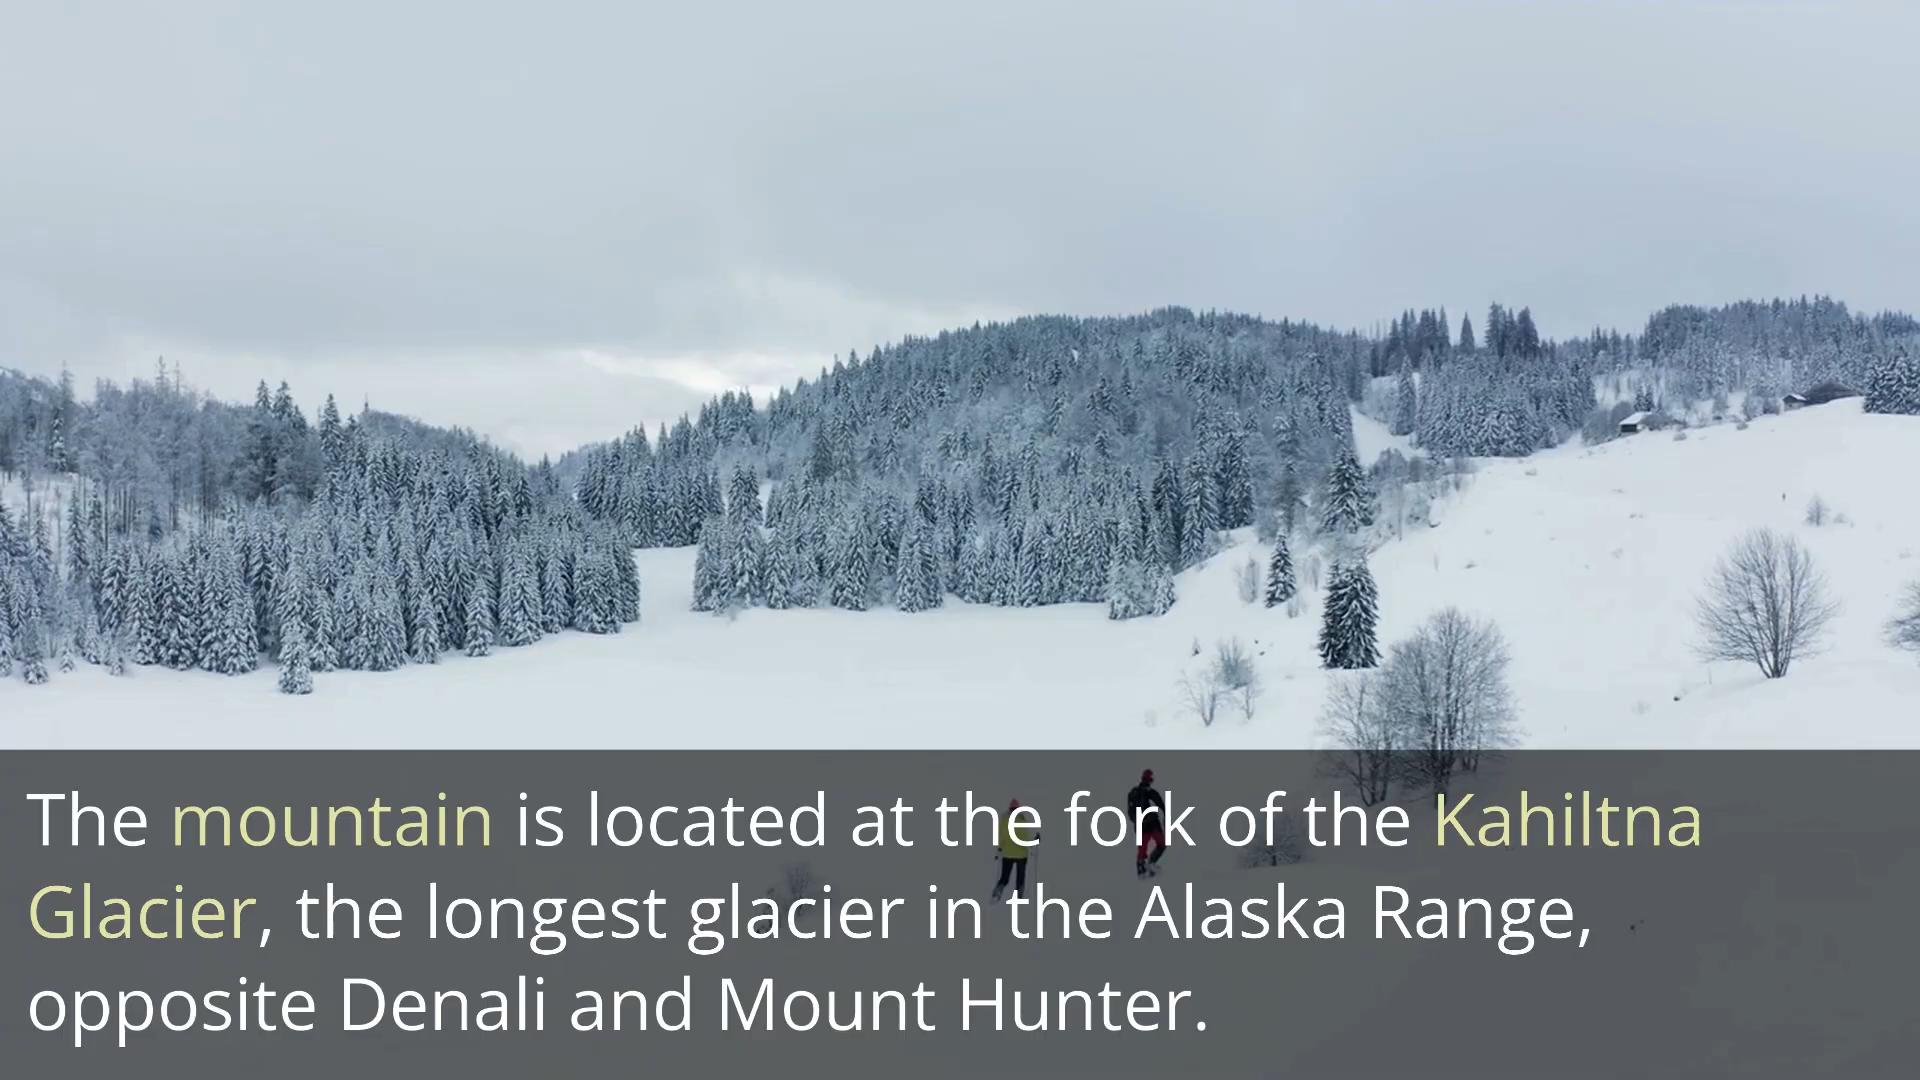 The mountain is located at the fork of the Kahiltna
Glacier, the longest glacier in the Alaska Range,
opposite Denali and Mount Hunter.